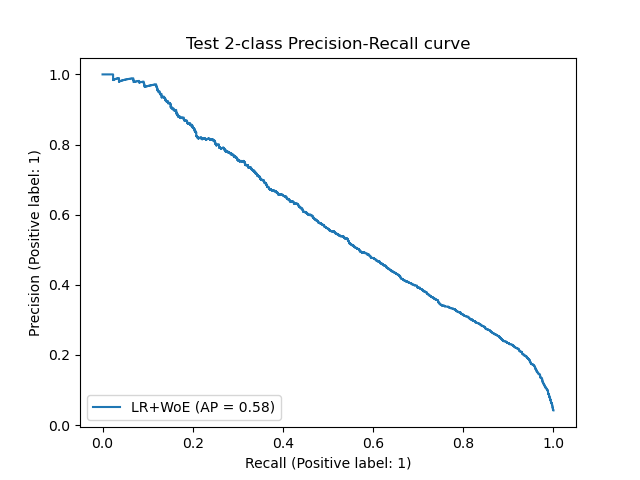 Test 2-class Precision-Recall curve
1.0
0.8
0.6
0.4
0.2
0.0
Precision (Positive label: 1)
LR+WoE (AP = 0.58)
0.0 0.2 0.4 0.6 0.8 1.0
Recall (Positive label: 1)